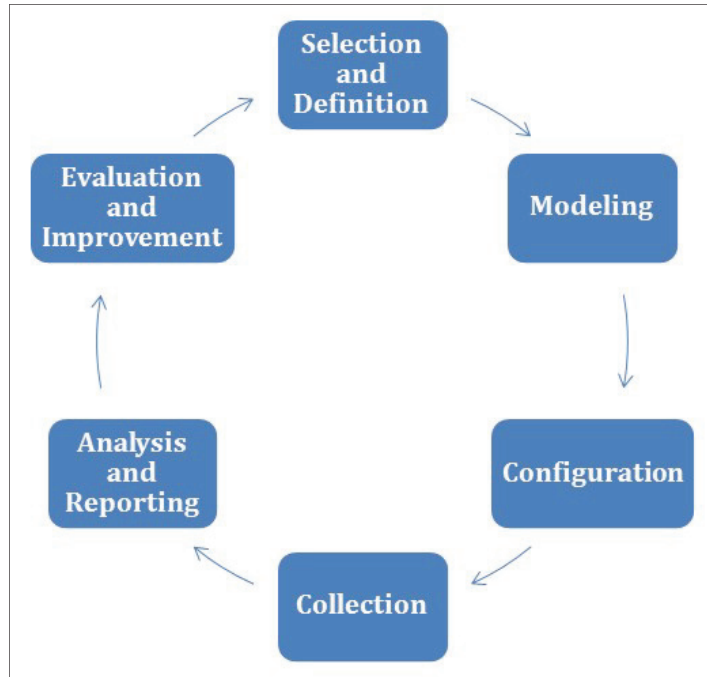 Selection
and
Definition
Modeling
Configuration
Collection
Analysis
and
Reporting
Evaluation
and
Improvement